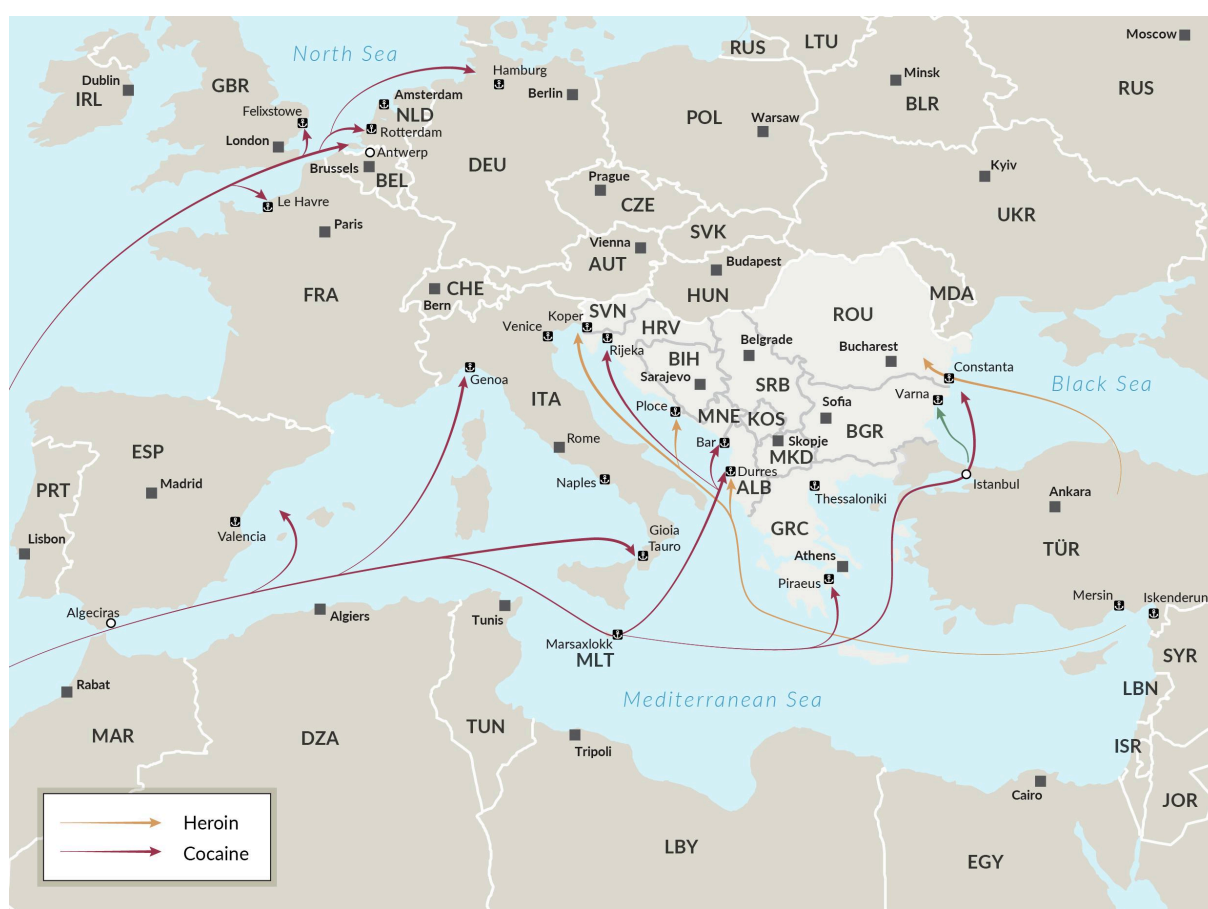 North Sea
RUS
LTU
Moscow
RUS
Dublin
IRL
GBR
Hamburg
Minsk
BLR
Amsterdam
NLD
Berlin
Felixstowe
POL
Warsaw
London
Rotterdam
Antwerp
Brussels
BEL
DEU
Kyiv
UKR
Prague
CZE
Le Havre
Paris
SVK
Vienna
AUT
Budapest
HUN
FRA
CHE
Bern
MDA
SVN
Koper
Venice
HRV
ROU
Rijeka
Belgrade
Bucharest
BIH
Sarajevo
Constanta
Black Sea
Genoa
SRB
Varna
ITA
Ploce
MNE
KOS
Sofia
BGR
ESP
Rome
Bar
Skopje
MKD
PRT
Madrid
Naples
Durres
ALB
Thessaloniki
Istanbul
Ankara
Valencia
Gioia
Tauro
GRC
Lisbon
Athens
TÜR
Piraeus
Algeciras
Algiers
Tunis
Mersin
Iskenderun
Marsaxlokk
MLT
SYR
Rabat
LBN
Mediterranean Sea
MAR
DZA
TUN
Tripoli
ISR
Cairo
JOR
LBY
EGY
Heroin
Cocaine